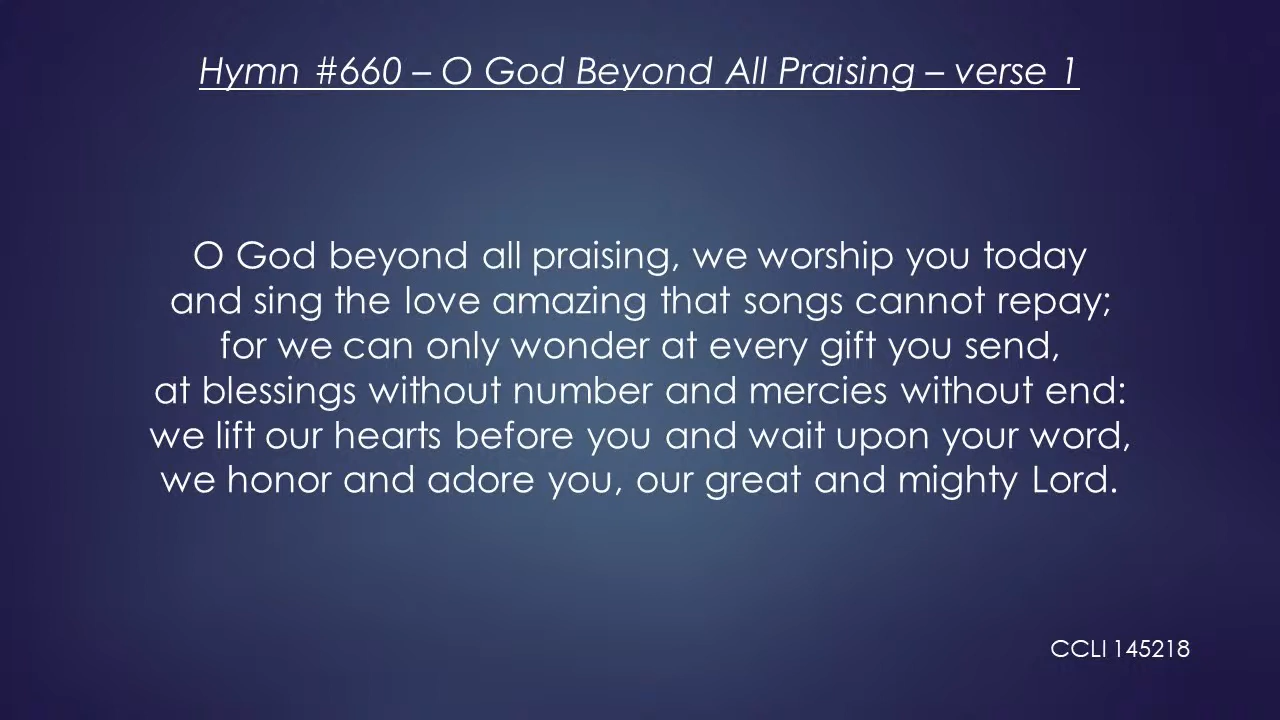 Hymn #660 – O God Beyond All Praising – verse 1
O God beyond all praising, we worship you today
and sing the love amazing that songs cannot repay;
for we can only wonder at every gift you send,
at blessings without number and mercies without end:
we lift our hearts before you and wait upon your word,
we honor and adore you, our great and mighty Lord.
CCLI 145218